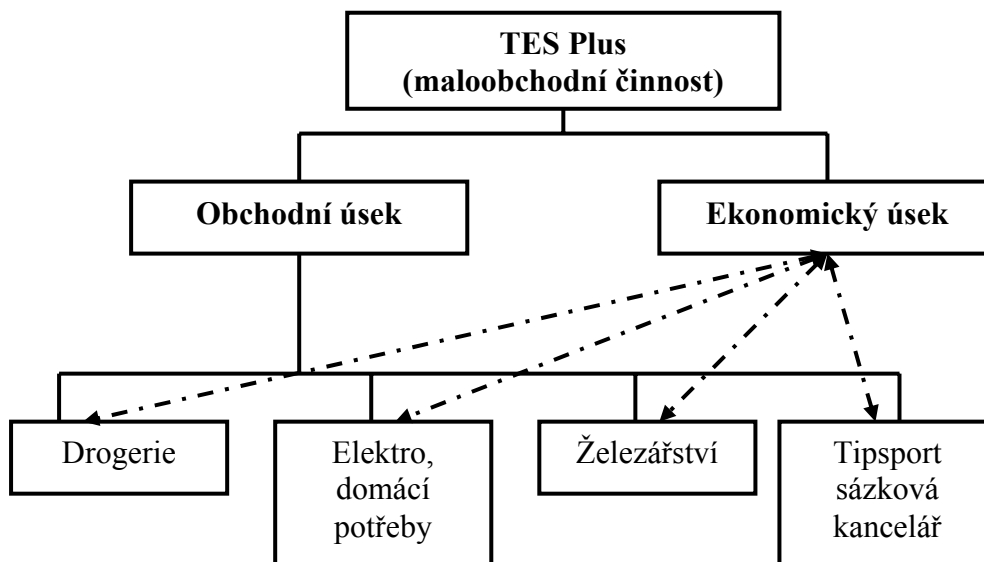 TES Plus
(maloobchodní činnost)
Obchodní úsek
Ekonomický úsek
Drogerie
Elektro,
domácí
potřeby
Železářství
Tipsport
sázková
kancelář